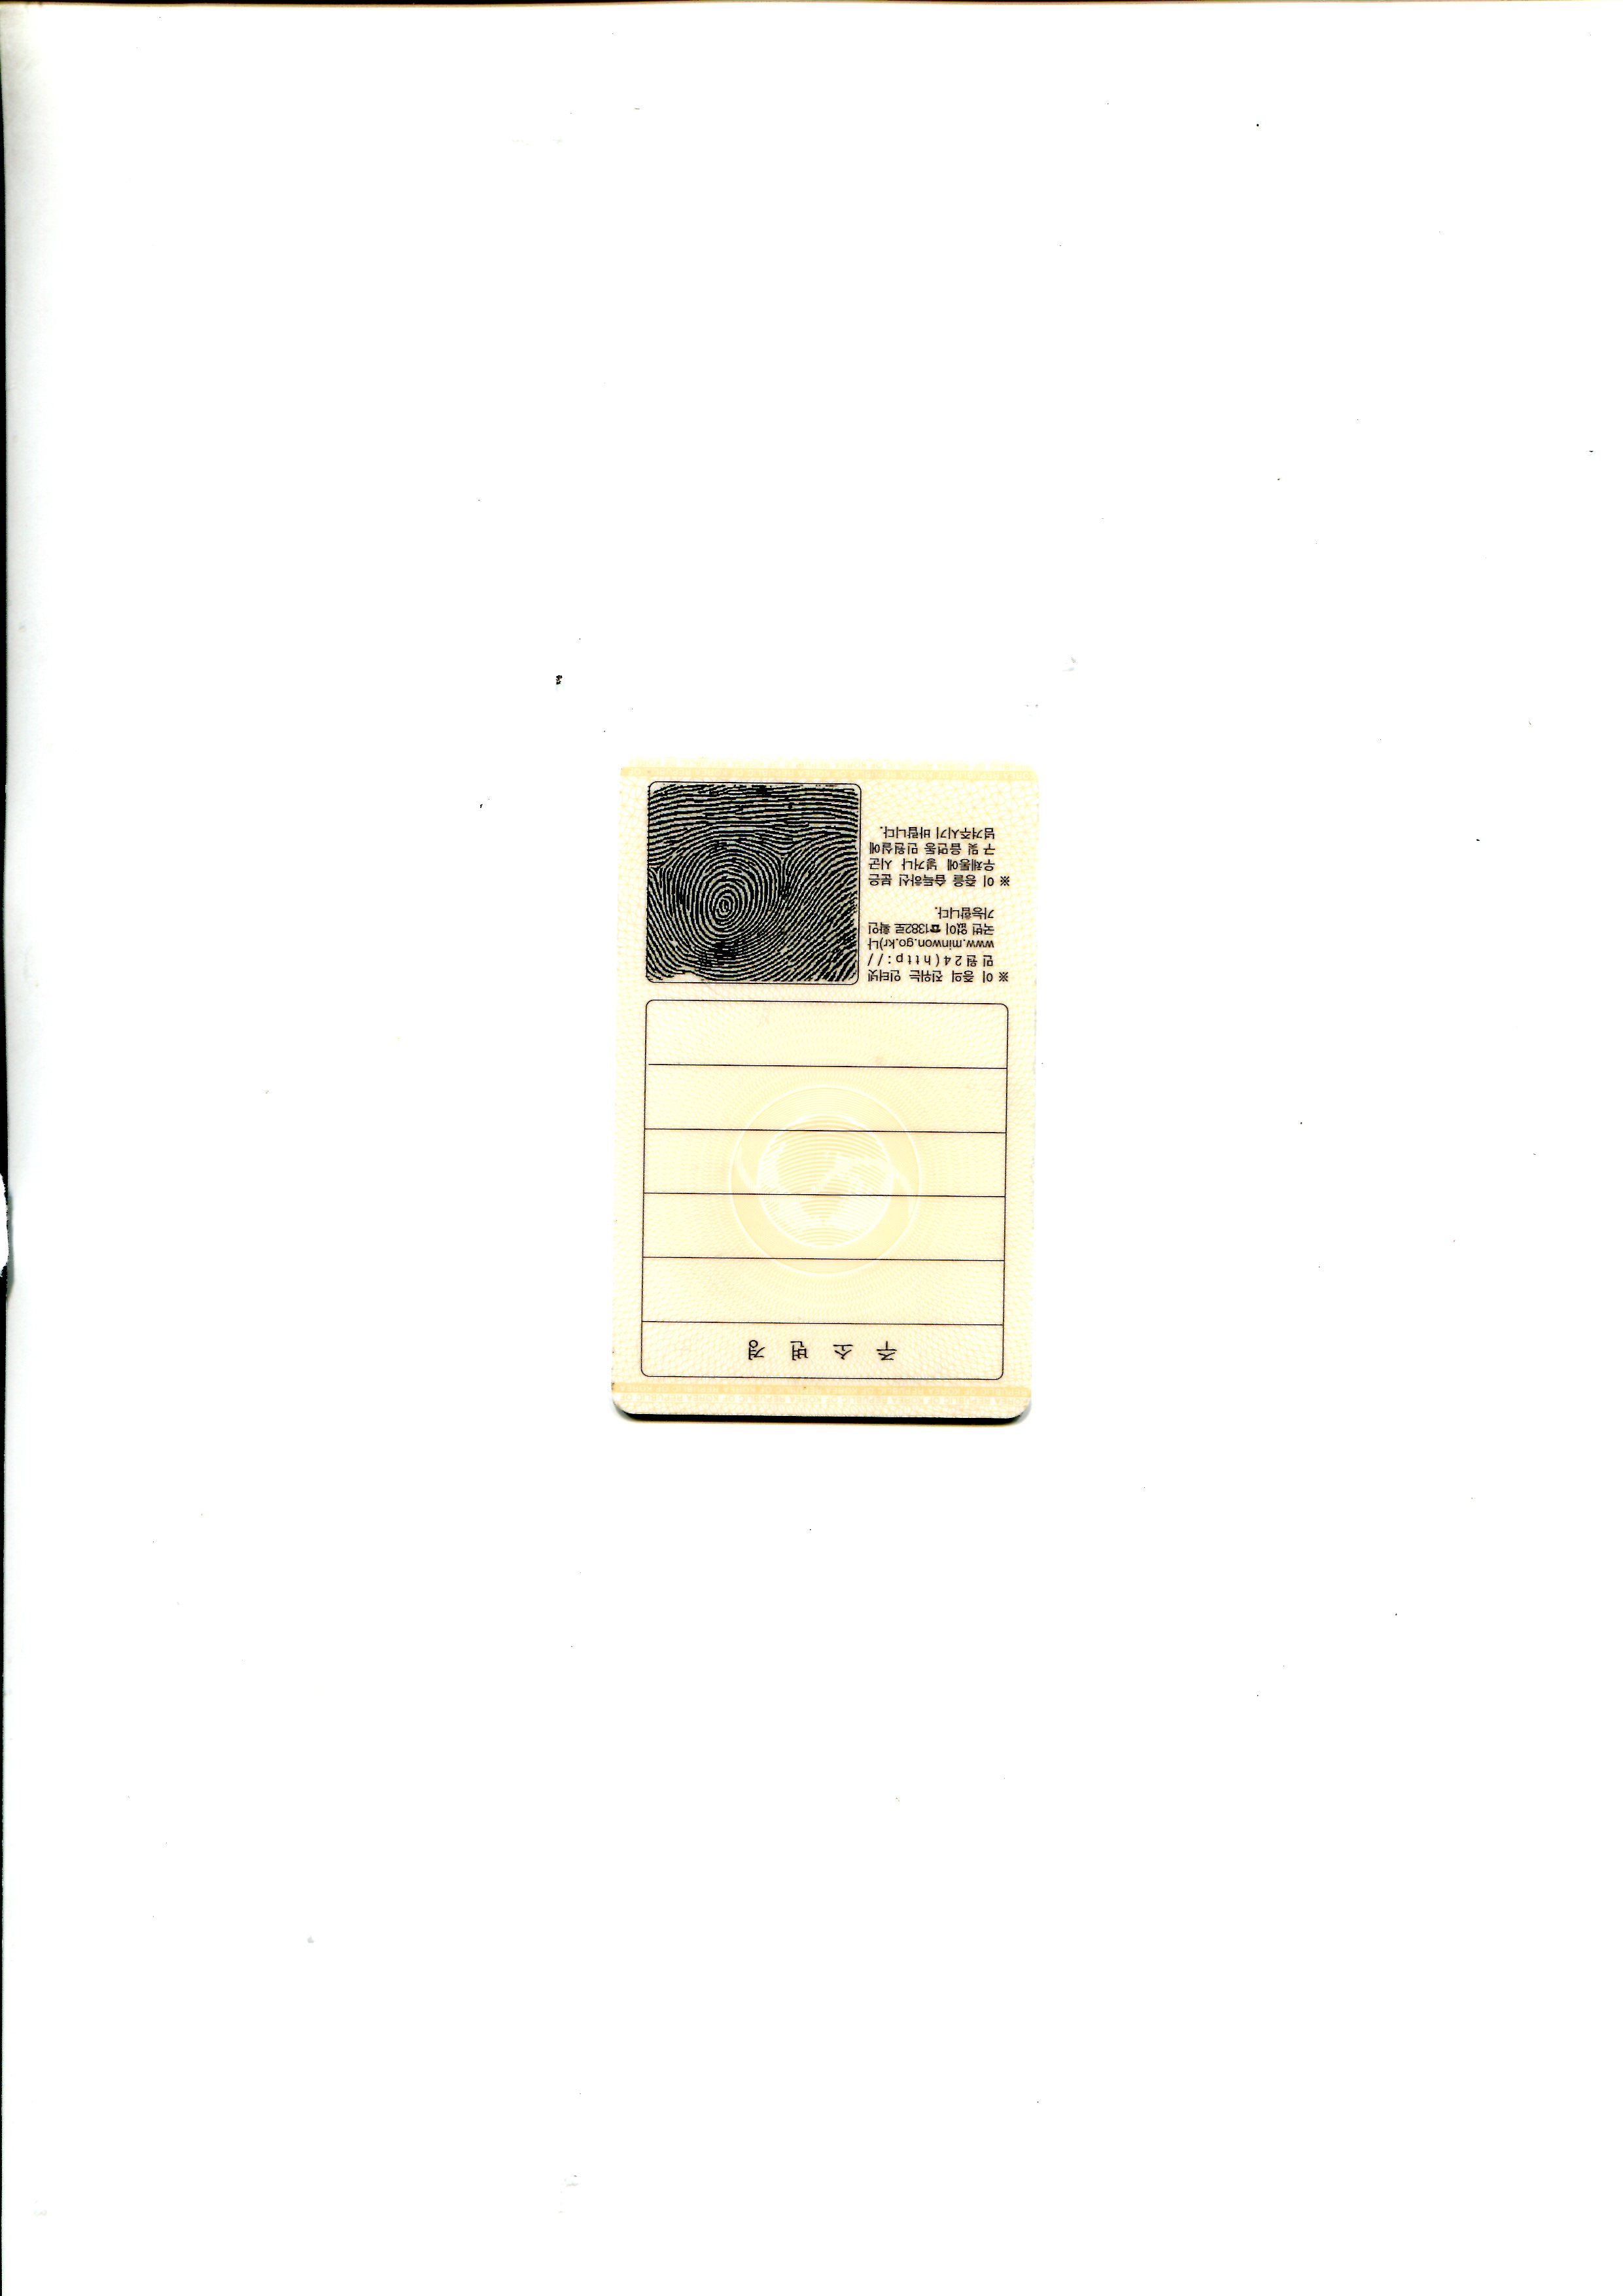 주 소 변 경
※ 이 증의 진위는 인터넷
민원24(http://
www.minwon.go.kr)나
국번 없이 ☎1382로 확인
가능합니다.
※ 이 증을 습득하신 분은
우체통에 넣거나 시군
구 및 읍면동 민원실에
넘겨주시기 바랍니다.